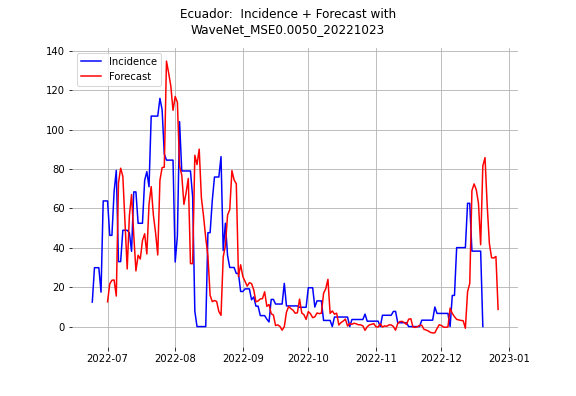 Ecuador: Incidence + Forecast with
WaveNet_MSE0.0050_20221023
Incidence
Forecast
140
120
100
80
60
40
20
0
2022-07 2022-08 2022-09 2022-10 2022-11 2022-12 2023-01